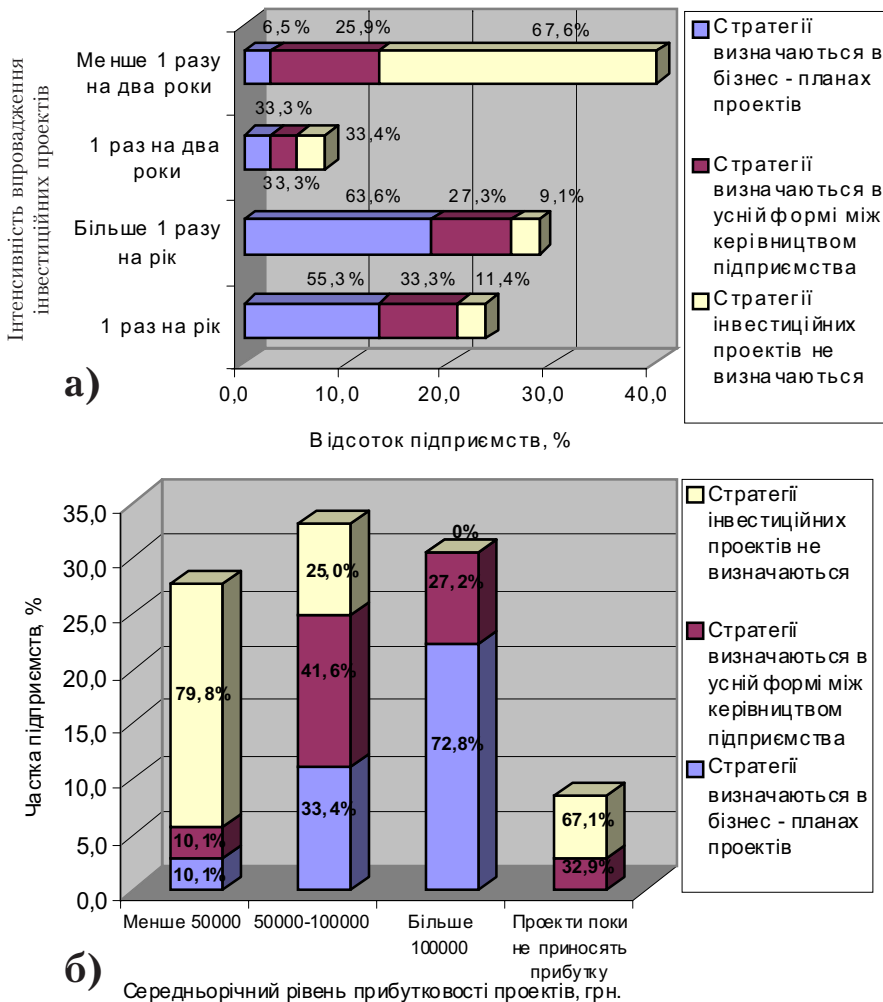 6,5% 25,9% 67,6%
Менше 1 разу
на два роки
33,3%
33,4%
1 раз на два
роки
33,3%
63,6% 27,3% 9,1%
Більше 1 разу
на рік
55,3% 33,3% 11,4%
1 раз на рік
Інтенсивність впровадження
інвестиційних проектів
а)
0,0 10,0 20,0 30,0 40,0
Відсоток підприємств, %
Стратегії
визначаються в
бізнес - планах
проектів
Стратегії
визначаються в
усній формі між
керівництвом
підприємства
Стратегії
інвестиційних
проектів не
визначаються
35,0
30,0
25,0
20,0
15,0
10,0
5,0
0,0
Частка підприємств, %
79,8%
10,1%
10,1%
25,0%
41,6%
33,4%
0%
27,2%
72,8%
67,1%
32,9%
Менше 50000 50000-100000 Більше
100000
Проекти поки
не приносять
прибутку
б)
Середньорічний рівень прибутковості проектів, грн.
Стратегії
інвестиційних
проектів не
визначаються
Стратегії
визначаються в
усній формі між
керівництвом
підприємства
Стратегії
визначаються в
бізнес - планах
проектів